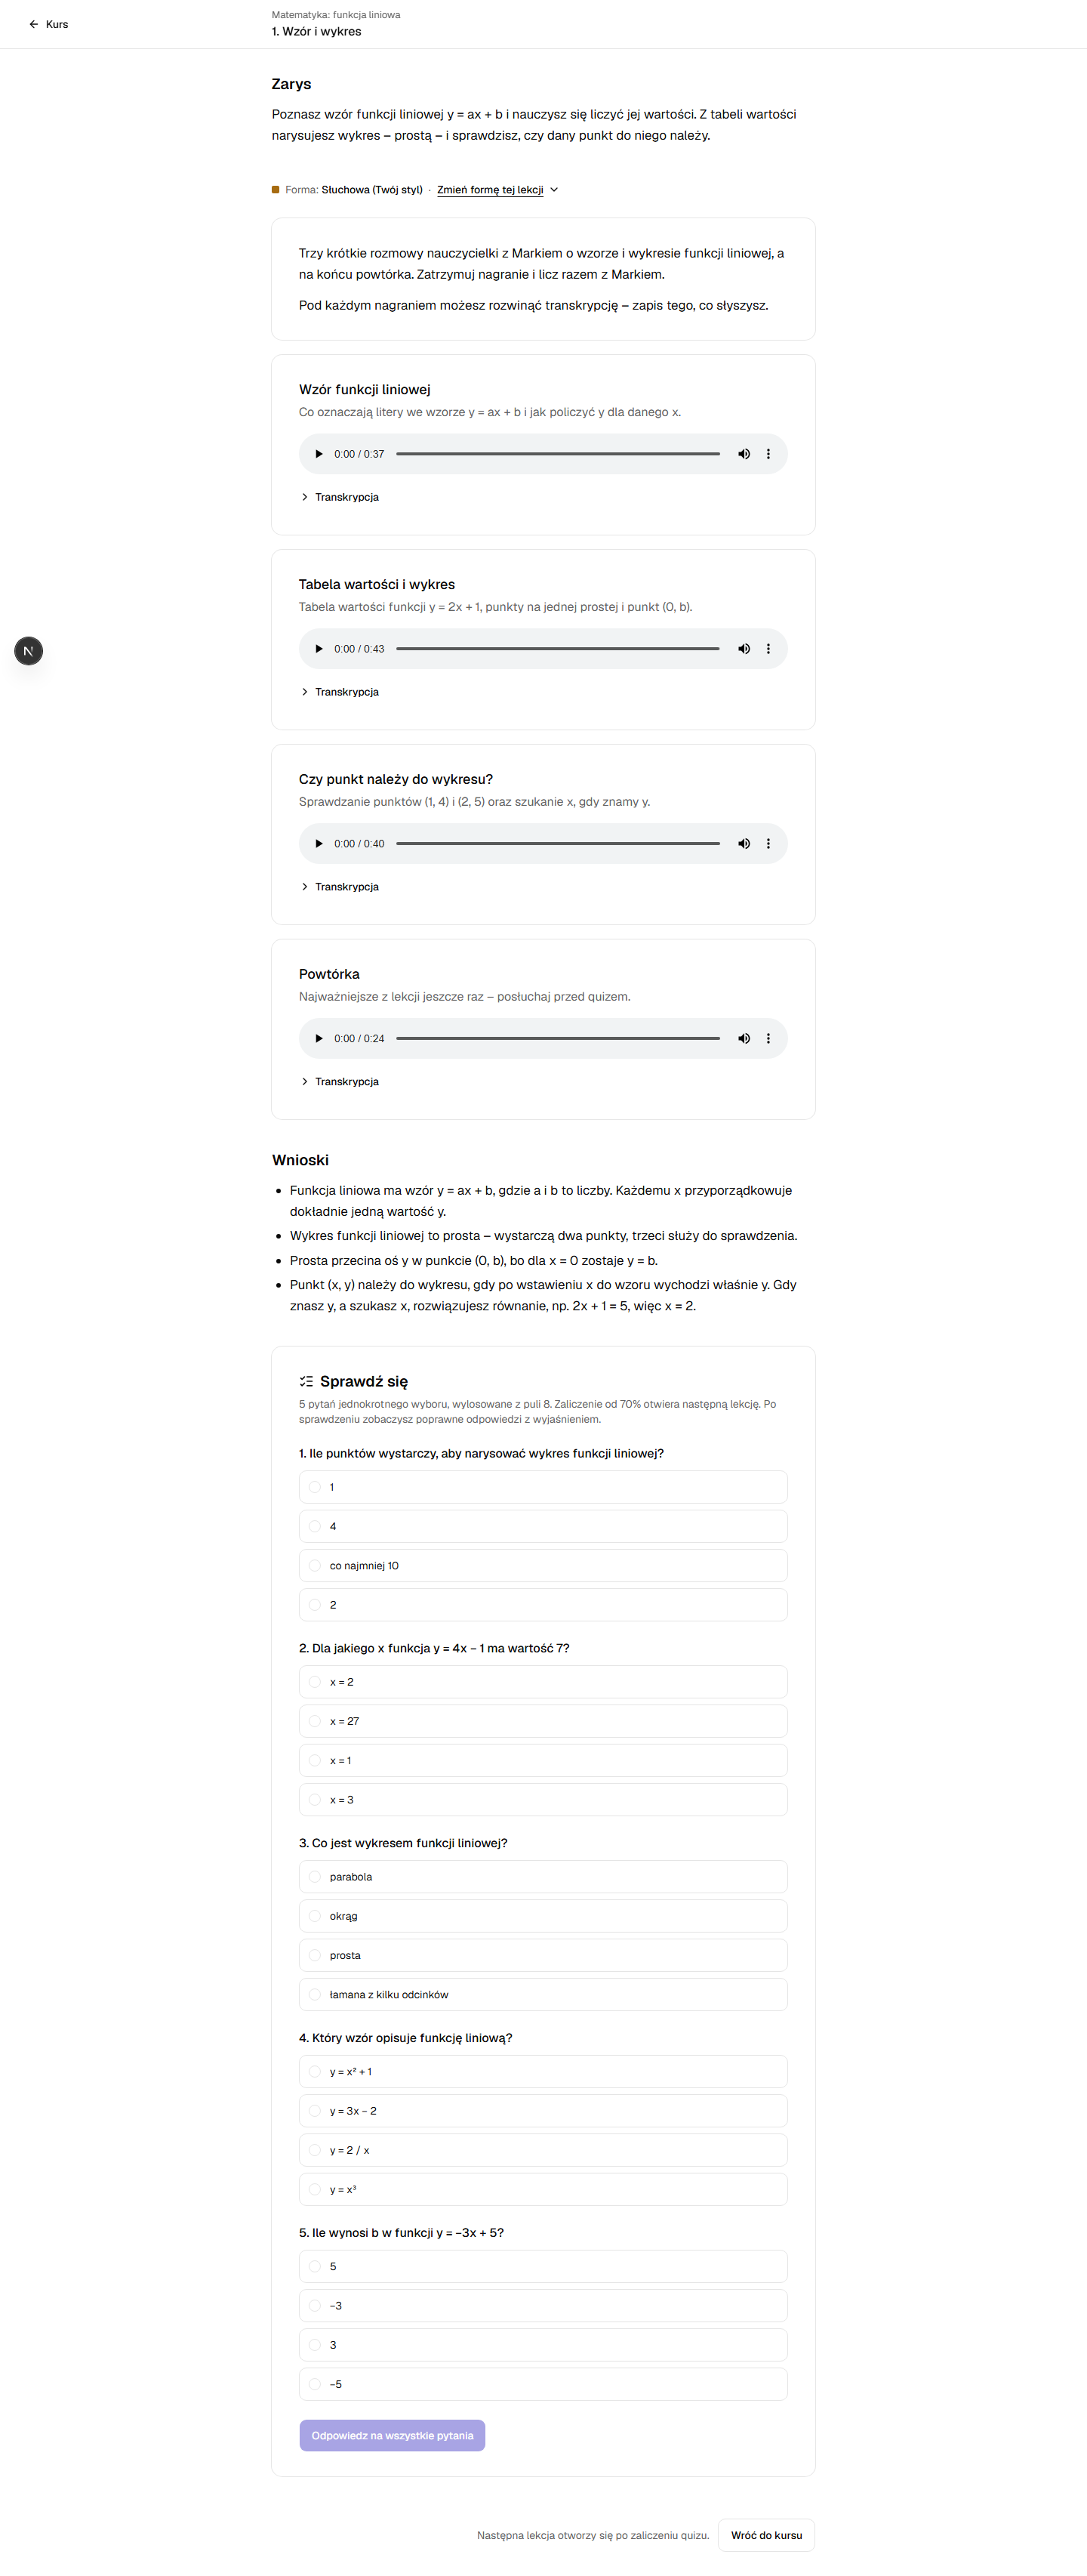 Kurs
Matematyka: funkcja liniowa
1. Wzór i wykres
Zarys
Poznasz wzór funkcji liniowej y = ax + b i nauczysz się liczyć jej wartości. Z tabeli wartości
narysujesz wykres – prostą – i sprawdzisz, czy dany punkt do niego należy.
Forma: Słuchowa (Twój styl) · Zmień formę tej lekcji
Trzy krótkie rozmowy nauczycielki z Markiem o wzorze i wykresie funkcji liniowej, a
na końcu powtórka. Zatrzymuj nagranie i licz razem z Markiem.
Pod każdym nagraniem możesz rozwinąć transkrypcję – zapis tego, co słyszysz.
Wzór funkcji liniowej
Co oznaczają litery we wzorze y = ax + b i jak policzyć y dla danego x.
0:00 / 0:37
Transkrypcja
Tabela wartości i wykres
Tabela wartości funkcji y = 2x + 1, punkty na jednej prostej i punkt (0, b).
0:00 / 0:43
Transkrypcja
N
Czy punkt należy do wykresu?
Sprawdzanie punktów (1, 4) i (2, 5) oraz szukanie x, gdy znamy y.
0:00 / 0:40
Transkrypcja
Powtórka
Najważniejsze z lekcji jeszcze raz – posłuchaj przed quizem.
0:00 / 0:24
Transkrypcja
Wnioski
• Funkcja liniowa ma wzór y = ax + b, gdzie a i b to liczby. Każdemu x przyporządkowuje
dokładnie jedną wartość y.
• Wykres funkcji liniowej to prosta – wystarczą dwa punkty, trzeci służy do sprawdzenia.
• Prosta przecina oś y w punkcie (0, b), bo dla x = 0 zostaje y = b.
• Punkt (x, y) należy do wykresu, gdy po wstawieniu x do wzoru wychodzi właśnie y. Gdy
znasz y, a szukasz x, rozwiązujesz równanie, np. 2x + 1 = 5, więc x = 2.
Sprawdź się
5 pytań jednokrotnego wyboru, wylosowane z puli 8. Zaliczenie od 70% otwiera następną lekcję. Po
sprawdzeniu zobaczysz poprawne odpowiedzi z wyjaśnieniem.
1. Ile punktów wystarczy, aby narysować wykres funkcji liniowej?
1
4
co najmniej 10
2
2. Dla jakiego x funkcja y = 4x − 1 ma wartość 7?
x = 2
x = 27
x = 1
x = 3
3. Co jest wykresem funkcji liniowej?
parabola
okrąg
prosta
łamana z kilku odcinków
4. Który wzór opisuje funkcję liniową?
y = x² + 1
y = 3x − 2
y = 2 / x
y = x³
5. Ile wynosi b w funkcji y = −3x + 5?
5
−3
3
−5
Odpowiedz na wszystkie pytania
Następna lekcja otworzy się po zaliczeniu quizu.
Wróć do kursu